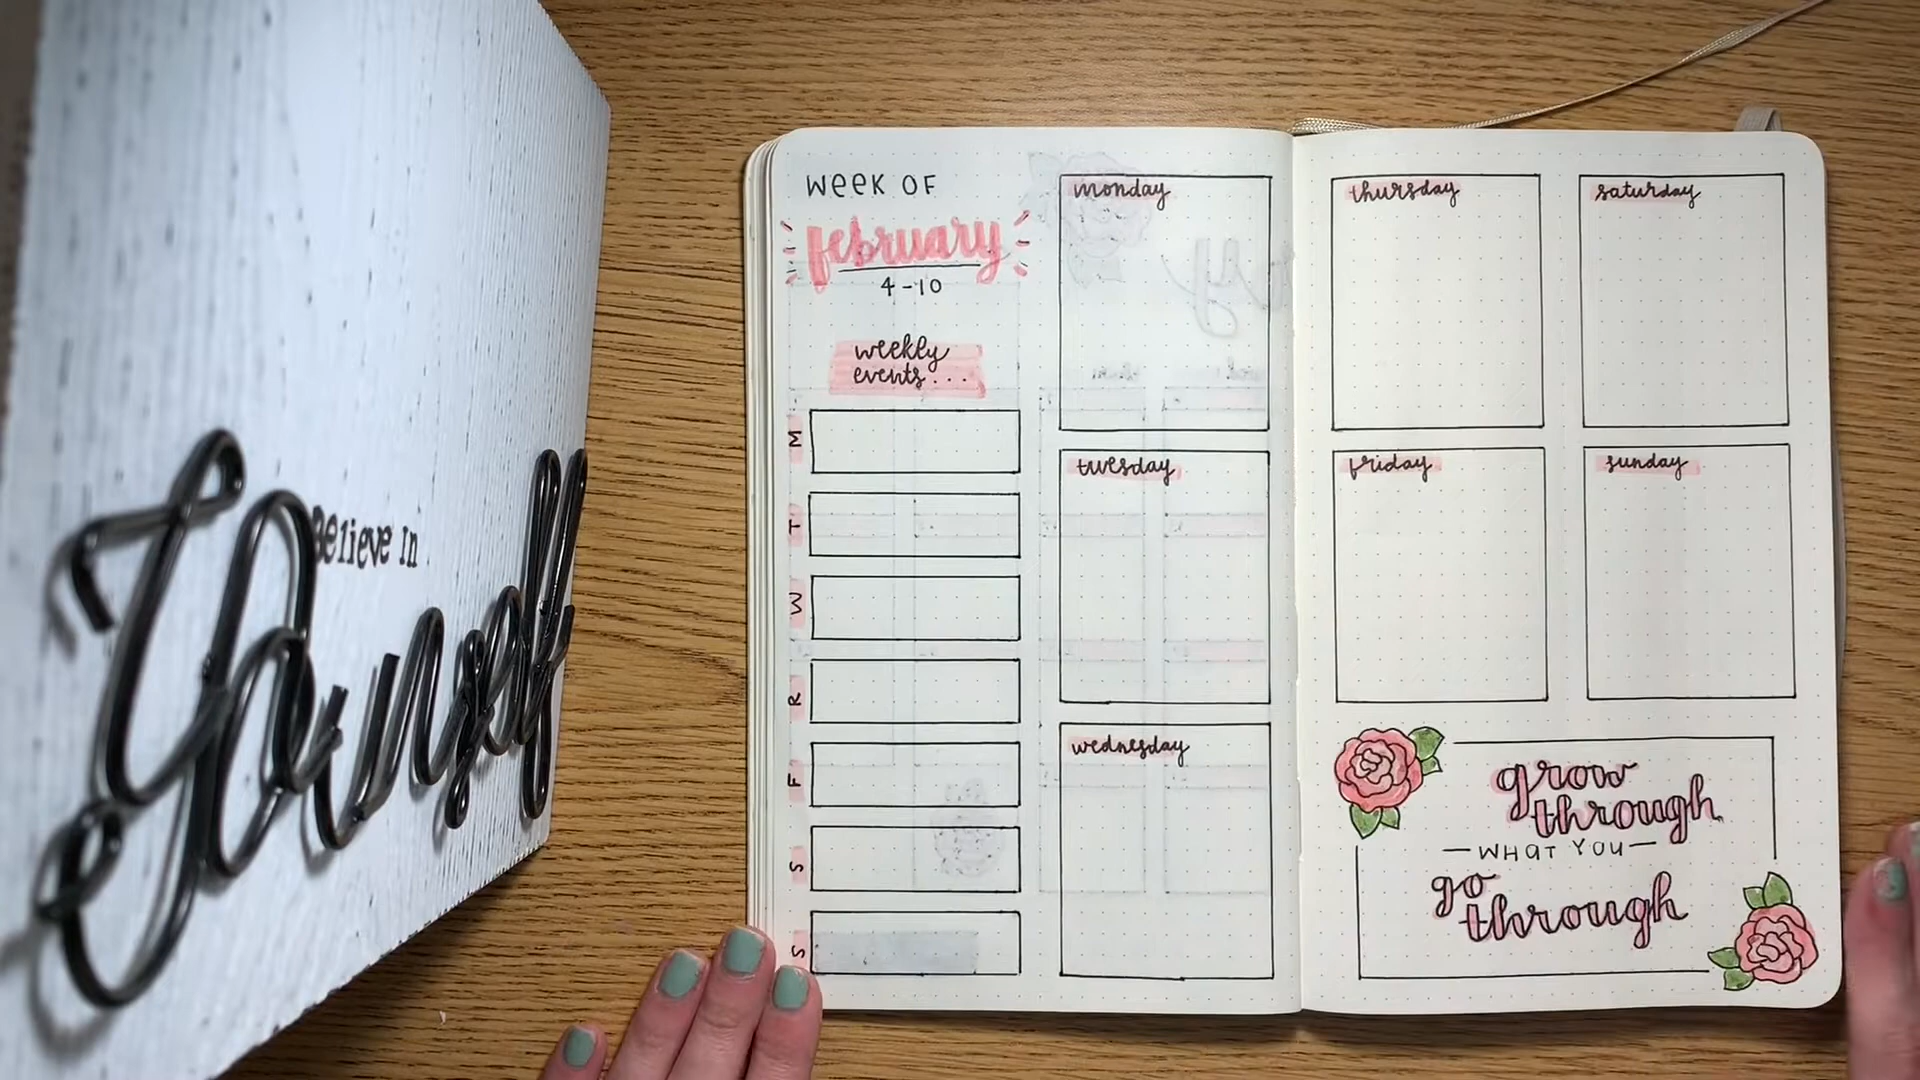 Believe in
Yourself
WEEK OF
february
4-10
weekly
events...
M
T
W
R
F
S
S
monday
tuesday
wednesday
thursday
friday
saturday
sunday
grow
through
— WHAT YOU —
go
through